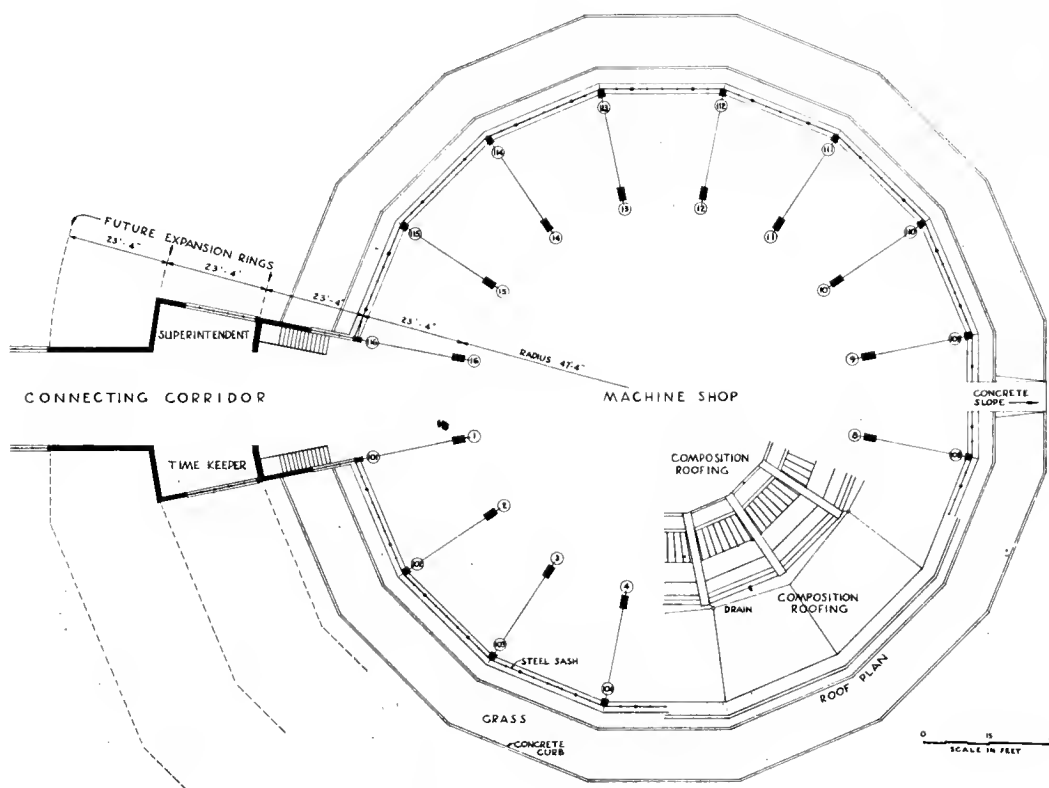 113
112
114
111
13
12
FUTURE EXPANSION RINGS
115
14
11
110
23'-4"
23'-4"
23'-4"
23'-4"
15
10
SUPERINTENDENT
116
16
RADIUS 47'-4"
9
109
CONNECTING CORRIDOR
MACHINE SHOP
CONCRETE
SLOPE
TIME KEEPER
101
1
8
108
COMPOSITION
ROOFING
2
102
3
4
DRAIN
COMPOSITION
ROOFING
103
STEEL SASH
104
ROOF PLAN
GRASS
CONCRETE
CURB
0 15
SCALE IN FEET